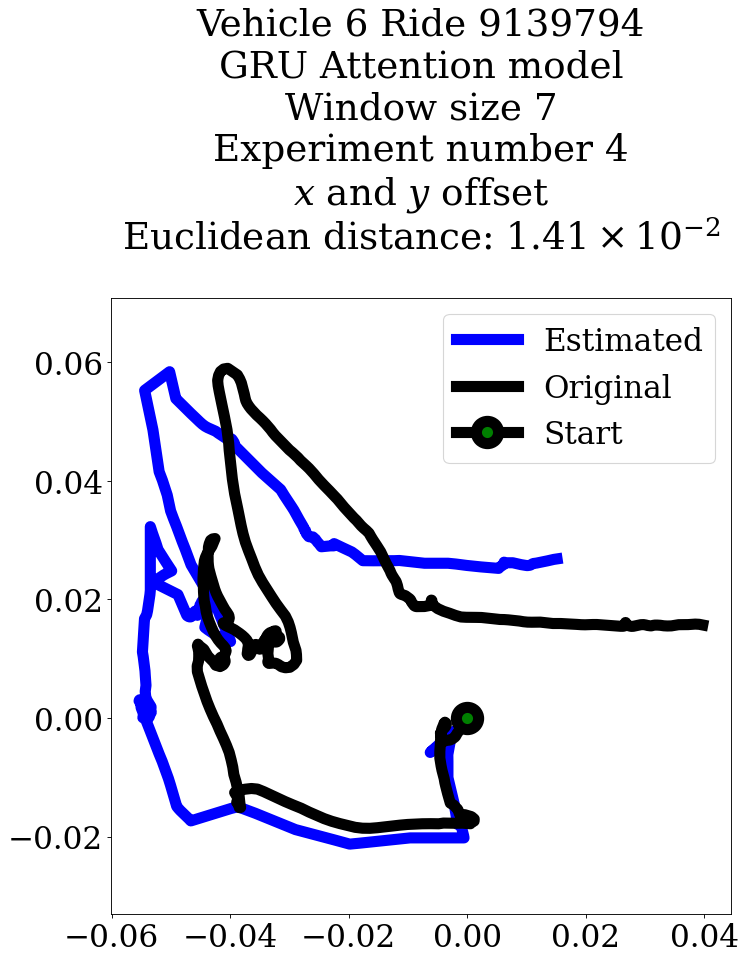 Vehicle 6 Ride 9139794
GRU Attention model
Window size 7
Experiment number 4
x and y offset
Euclidean distance: 1.41 × 10⁻²
Estimated
Original
Start
0.06
0.04
0.02
0.00
−0.02
−0.06 −0.04 −0.02 0.00 0.02 0.04